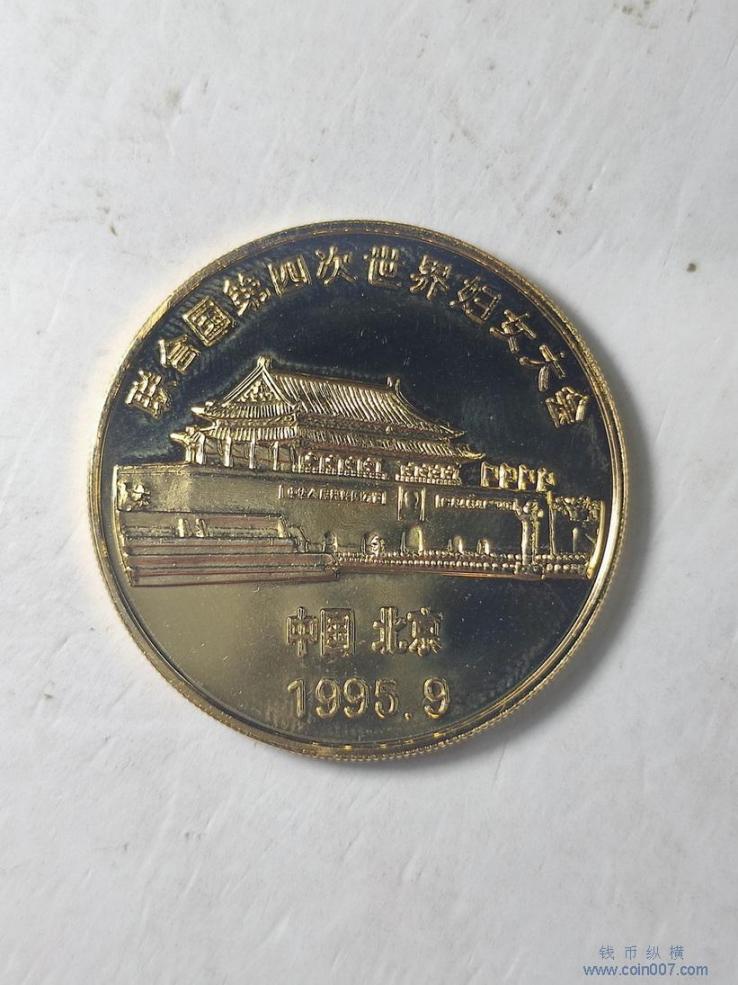 联合国第四次世界妇女大会
中国 北京
1995.9
钱币纵横
www.coin007.com